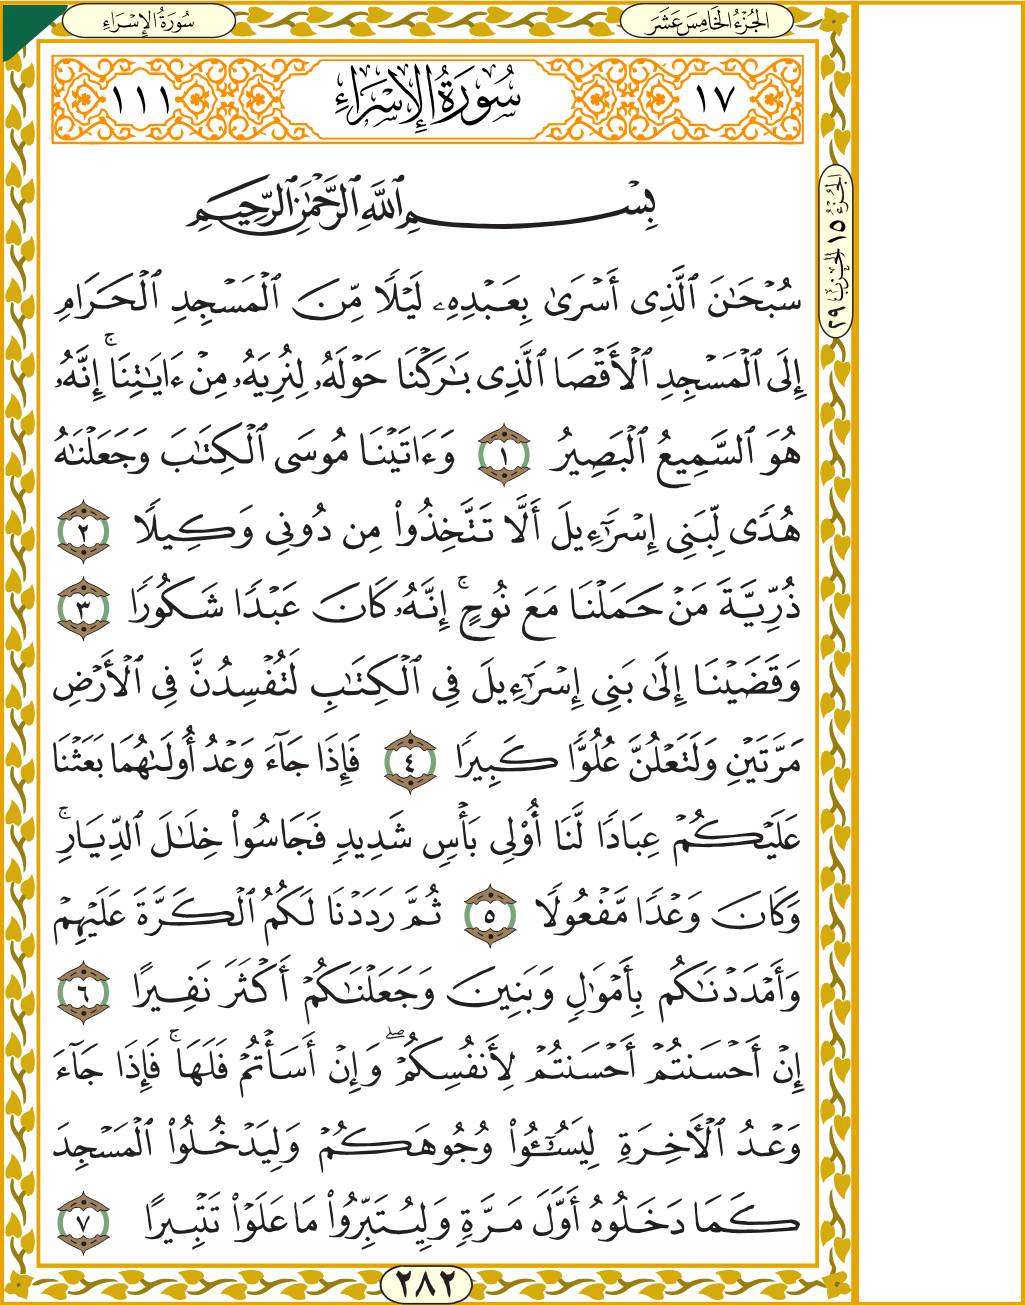 سُورَةُ الإِسْرَاءِ
الجُزْءُ الخَامِسَ عَشَرَ
١٧
سُورَةُ الإِسْرَاءِ
١١١
الجُزْءُ ١٥ الحِزْبُ ٢٩
بِسْمِ ٱللَّهِ ٱلرَّحْمَٰنِ ٱلرَّحِيمِ
سُبْحَٰنَ ٱلَّذِى أَسْرَىٰ بِعَبْدِهِۦ لَيْلًا مِّنَ ٱلْمَسْجِدِ ٱلْحَرَامِ
إِلَى ٱلْمَسْجِدِ ٱلْأَقْصَا ٱلَّذِى بَٰرَكْنَا حَوْلَهُۥ لِنُرِيَهُۥ مِنْ ءَايَٰتِنَا ۚ إِنَّهُۥ
هُوَ ٱلسَّمِيعُ ٱلْبَصِيرُ ١ وَءَاتَيْنَا مُوسَى ٱلْكِتَٰبَ وَجَعَلْنَٰهُ
هُدًى لِّبَنِى إِسْرَٰٓءِيلَ أَلَّا تَتَّخِذُوا۟ مِن دُونِى وَكِيلًا ٢
ذُرِّيَّةَ مَنْ حَمَلْنَا مَعَ نُوحٍ ۚ إِنَّهُۥ كَانَ عَبْدًا شَكُورًا ٣
وَقَضَيْنَا إِلَىٰ بَنِى إِسْرَٰٓءِيلَ فِى ٱلْكِتَٰبِ لَتُفْسِدُنَّ فِى ٱلْأَرْضِ
مَرَّتَيْنِ وَلَتَعْلُنَّ عُلُوًّا كَبِيرًا ٤ فَإِذَا جَآءَ وَعْدُ أُولَىٰهُمَا بَعَثْنَا
عَلَيْكُمْ عِبَادًا لَّنَا أُو۟لِى بَأْسٍ شَدِيدٍ فَجَاسُوا۟ خِلَٰلَ ٱلدِّيَارِ ۚ
وَكَانَ وَعْدًا مَّفْعُولًا ٥ ثُمَّ رَدَدْنَا لَكُمُ ٱلْكَرَّةَ عَلَيْهِمْ
وَأَمْدَدْنَٰكُم بِأَمْوَٰلٍ وَبَنِينَ وَجَعَلْنَٰكُمْ أَكْثَرَ نَفِيرًا ٦
إِنْ أَحْسَنتُمْ أَحْسَنتُمْ لِأَنفُسِكُمْ ۖ وَإِنْ أَسَأْتُمْ فَلَهَا ۚ فَإِذَا جَآءَ
وَعْدُ ٱلْأَخِرَةِ لِيَسُۥٓـُٔوا۟ وُجُوهَكُمْ وَلِيَدْخُلُوا۟ ٱلْمَسْجِدَ
كَمَا دَخَلُوهُ أَوَّلَ مَرَّةٍ وَلِيُتَبِّرُوا۟ مَا عَلَوْا۟ تَتْبِيرًا ٧
٢٨٢